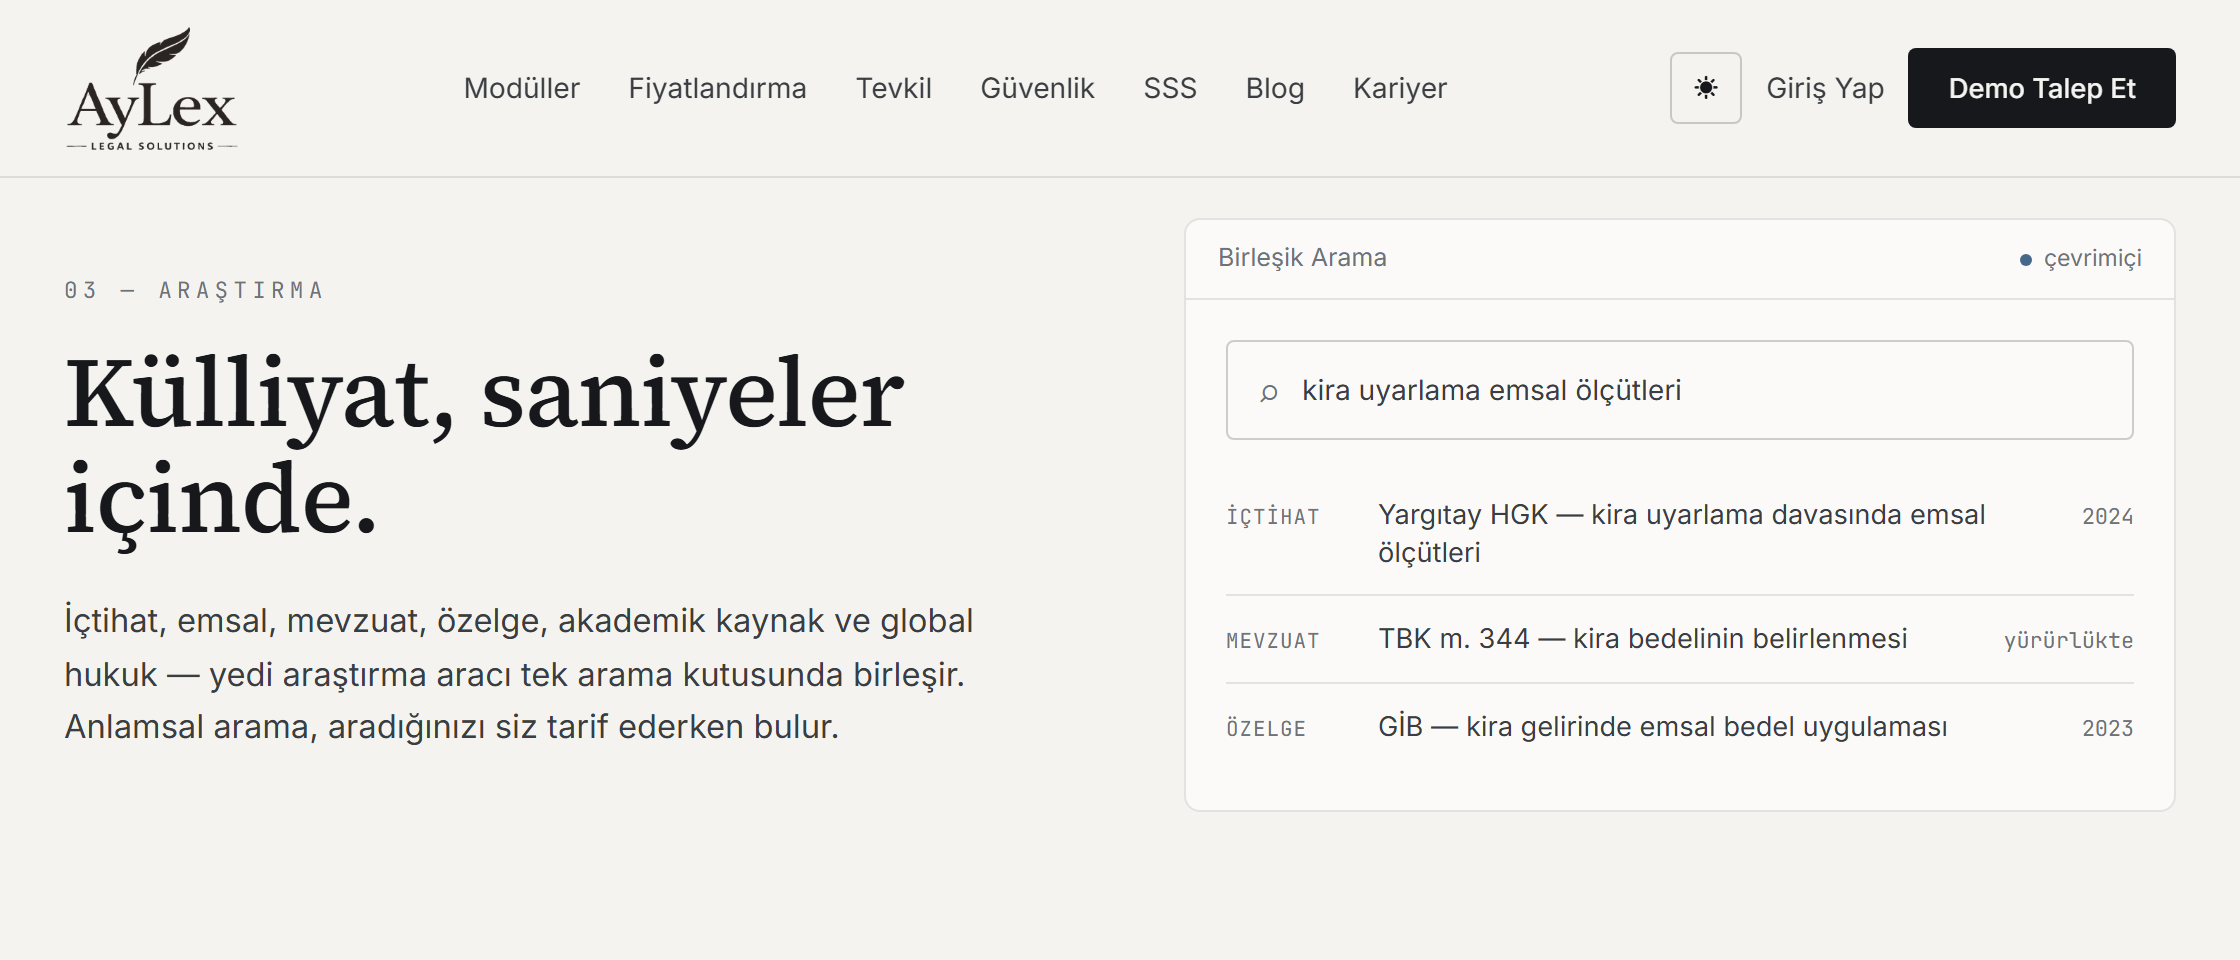 AyLex
LEGAL SOLUTIONS
Modüller Fiyatlandırma Tevkil Güvenlik SSS Blog Kariyer
Giriş Yap
Demo Talep Et
03 — ARAŞTIRMA
Külliyat, saniyeler
içinde.
İçtihat, emsal, mevzuat, özelge, akademik kaynak ve global
hukuk — yedi araştırma aracı tek arama kutusunda birleşir.
Anlamsal arama, aradığınızı siz tarif ederken bulur.
Birleşik Arama
çevrimiçi
kira uyarlama emsal ölçütleri
İÇTİHAT Yargıtay HGK — kira uyarlama davasında emsal 2024
ölçütleri
MEVZUAT TBK m. 344 — kira bedelinin belirlenmesi yürürlükte
ÖZELGE GİB — kira gelirinde emsal bedel uygulaması 2023